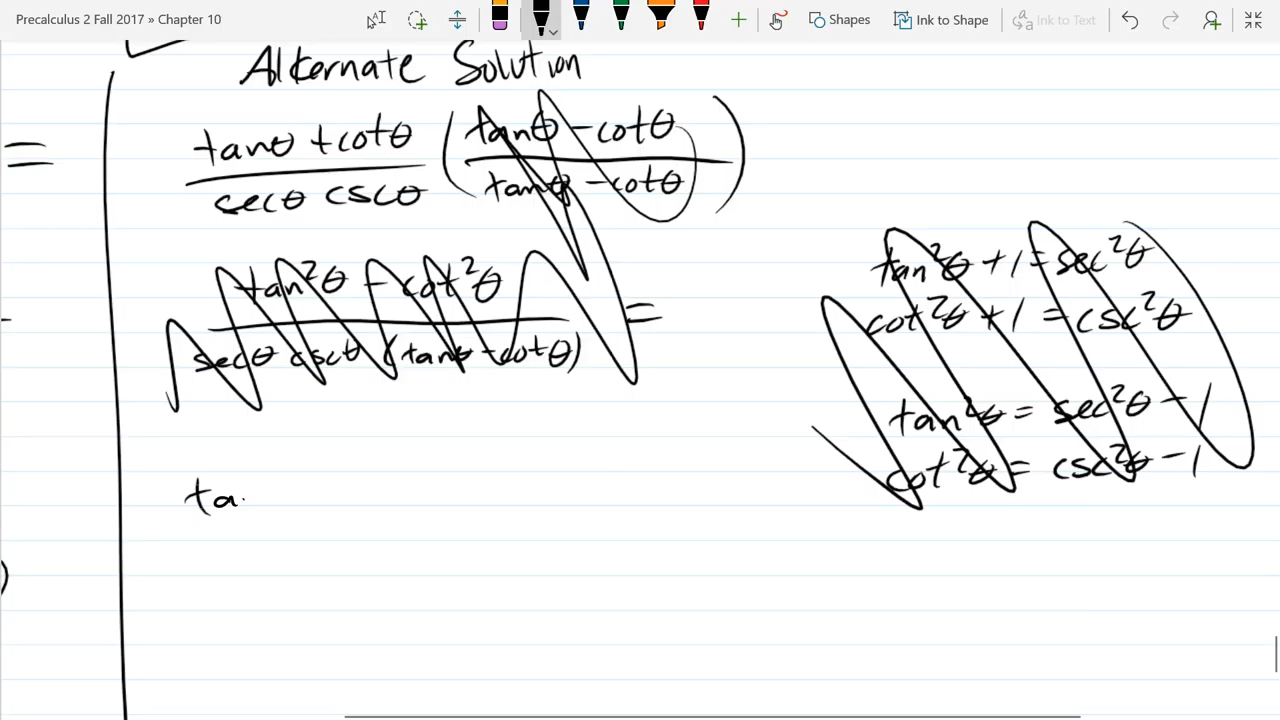 Precalculus 2 Fall 2017 » Chapter 10
Shapes
Ink to Shape
Ink to Text
Alternate Solution
= tanθ + cotθ / secθ cscθ ( tanθ - cotθ / tanθ - cotθ )
tan²θ - cot²θ / secθ cscθ (tanθ - cotθ) =
tan²θ + 1 = sec²θ
cot²θ + 1 = csc²θ
tan²θ = sec²θ - 1
cot²θ = csc²θ - 1
ta
)